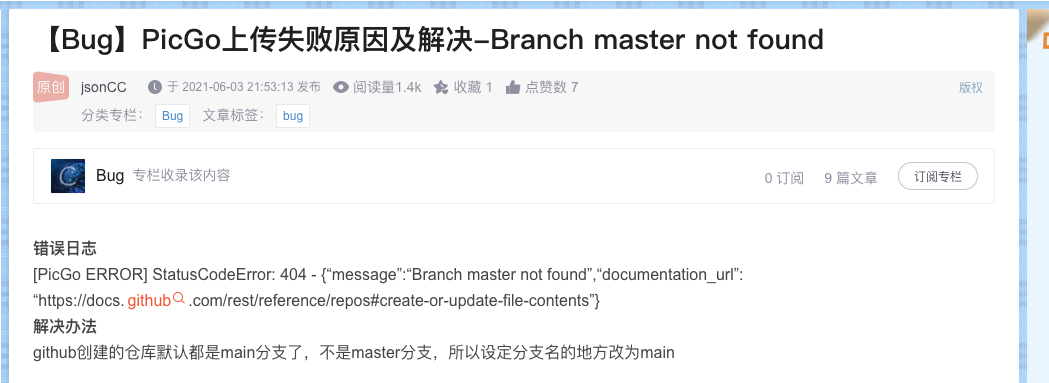 【Bug】PicGo上传失败原因及解决-Branch master not found
原创 jsonCC 于 2021-06-03 21:53:13 发布 阅读量1.4k 收藏 1 点赞数 7 版权
分类专栏： Bug 文章标签： bug
Bug 专栏收录该内容 0 订阅 9 篇文章 订阅专栏
错误日志
[PicGo ERROR] StatusCodeError: 404 - {“message”:“Branch master not found”,“documentation_url”:
“https://docs.github.com/rest/reference/repos#create-or-update-file-contents”}
解决办法
github创建的仓库默认都是main分支了，不是master分支，所以设定分支名的地方改为main